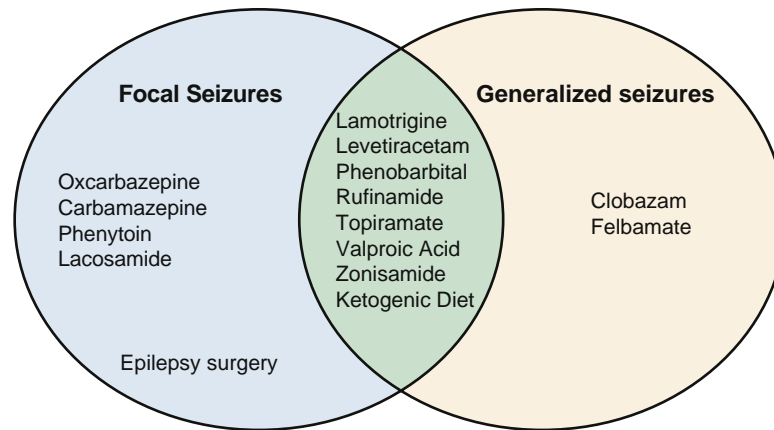 Focal Seizures
Generalized seizures
Oxcarbazepine
Carbamazepine
Phenytoin
Lacosamide
Epilepsy surgery
Lamotrigine
Levetiracetam
Phenobarbital
Rufinamide
Topiramate
Valproic Acid
Zonisamide
Ketogenic Diet
Clobazam
Felbamate